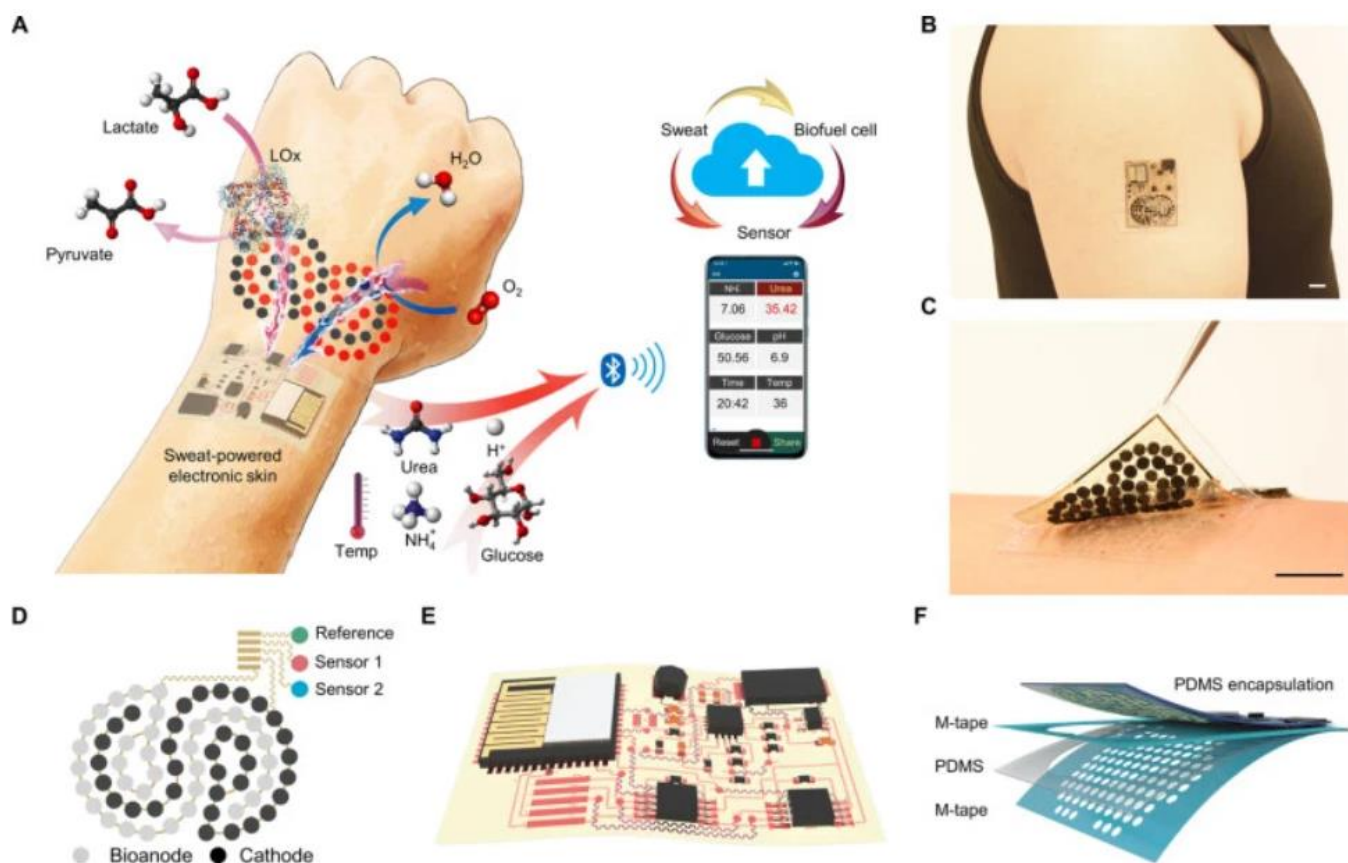 A
Lactate
LOx
H₂O
Pyruvate
O₂
Sweat-powered
electronic skin
Temp
Urea
H⁺
NH₄⁺
Glucose
Sweat
Biofuel cell
Sensor
Urea
7.06
35.42
Glucose
pH
50.56
6.9
Time
Temp
20:42
36
Reset
Share
B
C
D
Reference
Sensor 1
Sensor 2
Bioanode
Cathode
E
F
PDMS encapsulation
M-tape
PDMS
M-tape